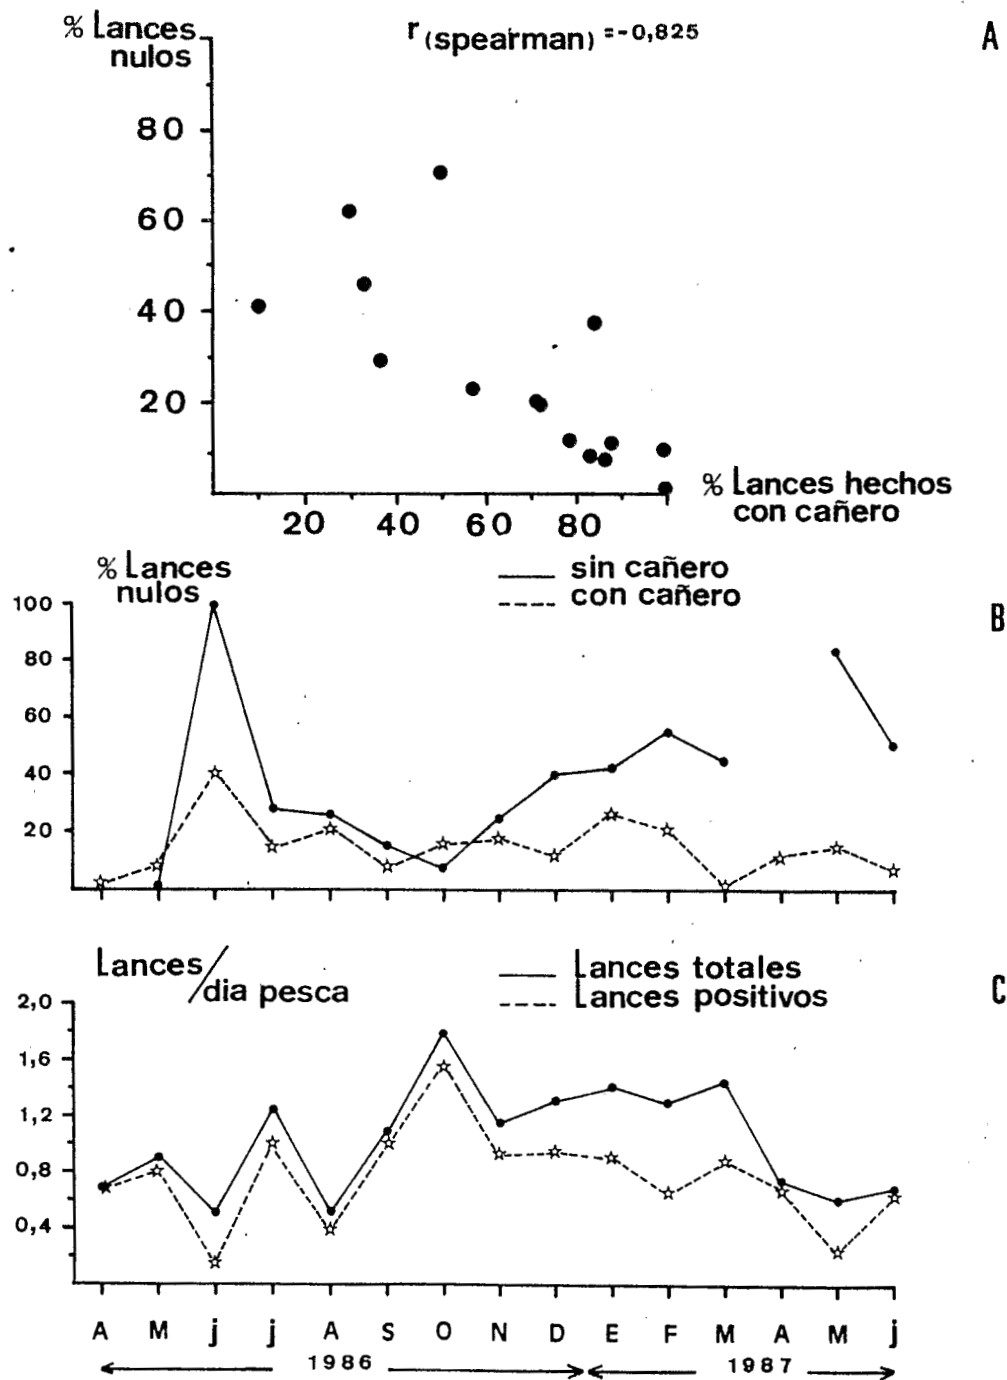 % Lances
nulos
r (spearman) = -0,825
A
80
60
40
20
20 40 60 80
% Lances hechos
con cañero
% Lances
nulos
sin cañero
con cañero
B
100
80
60
40
20
Lances/
dia pesca
Lances totales
Lances positivos
C
2,0
1,6
1,2
0,8
0,4
A M j j A S O N D E F M A M j
1986 1987